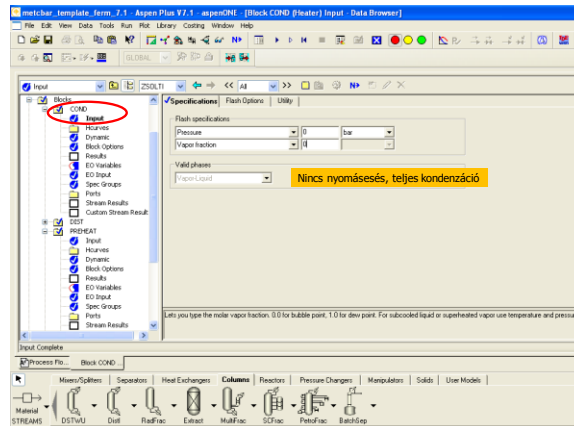 metcbar_template_ferm_7.1 - Aspen Plus V7.1 - aspenONE - [Block COND (Heater) Input - Data Browser]
File Edit View Data Tools Run Plot Library Costing Window Help
GLOBAL
Input ZSOLTI << All >> N>
Specifications Flash Options Utility
Blocks
COND
Input
Hcurves
Dynamic
Block Options
Results
EO Variables
EO Input
Spec Groups
Ports
Stream Results
Custom Stream Result
DIST
PREHEAT
Input
Hcurves
Dynamic
Block Options
Results
EO Variables
EO Input
Spec Groups
Ports
Stream Results
Flash specifications
Pressure 0 bar
Vapor fraction 0
Valid phases
Vapor-Liquid
Nincs nyomásesés, teljes kondenzáció
Lets you type the molar vapor fraction. 0.0 for bubble point, 1.0 for dew point. For subcooled liquid or superheated vapor use temperature and pressu
Input Complete
Process Flo... Block COND ...
Mixers/Splitters Separators Heat Exchangers Columns Reactors Pressure Changers Manipulators Solids User Models
Material
STREAMS DSTWU Distl RadFrac Extract MultiFrac SCFrac PetroFrac BatchSep